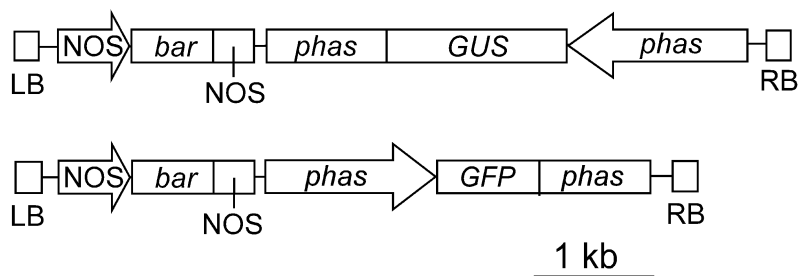 NOS bar phas GUS phas
LB NOS RB
NOS bar phas GFP phas
LB NOS RB
1 kb